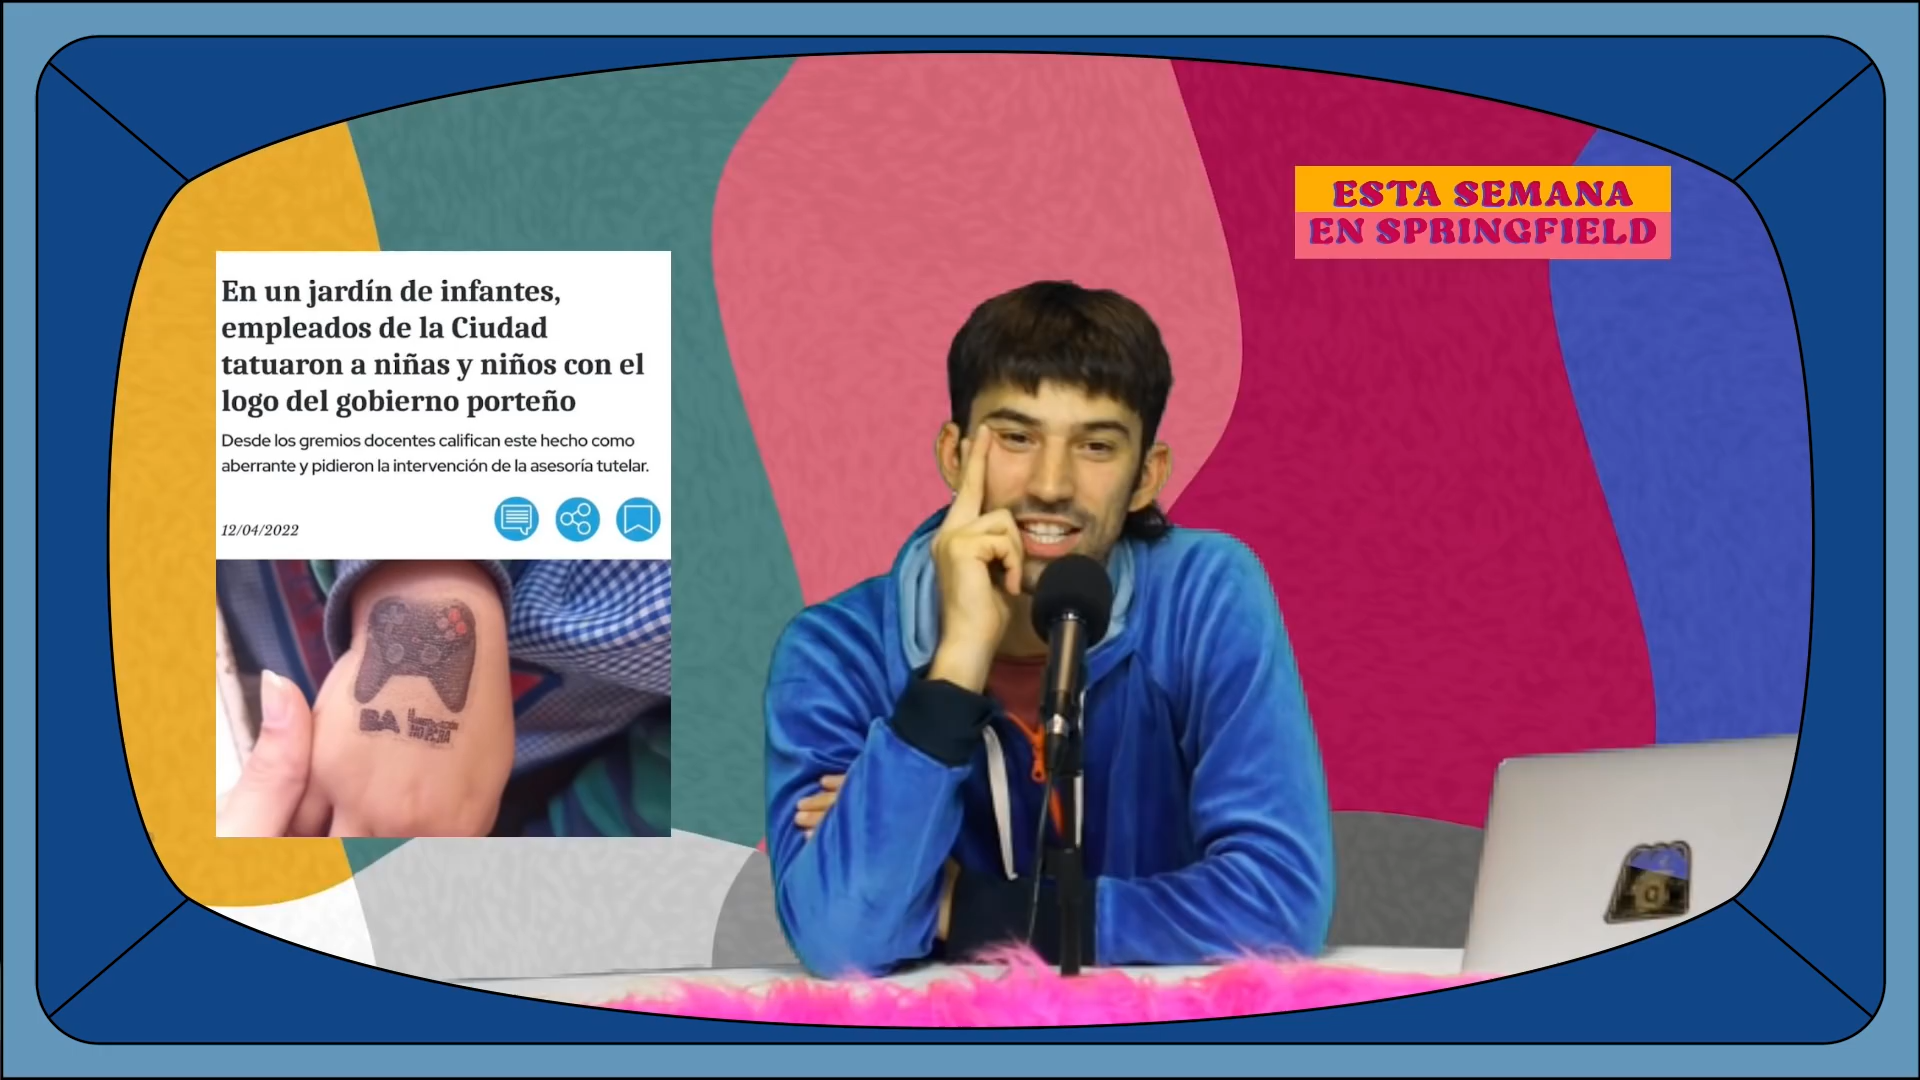 ESTA SEMANA
EN SPRINGFIELD
En un jardín de infantes,
empleados de la Ciudad
tatuaron a niñas y niños con el
logo del gobierno porteño
Desde los gremios docentes califican este hecho como
aberrante y pidieron la intervención de la asesoría tutelar.
12/04/2022
BA